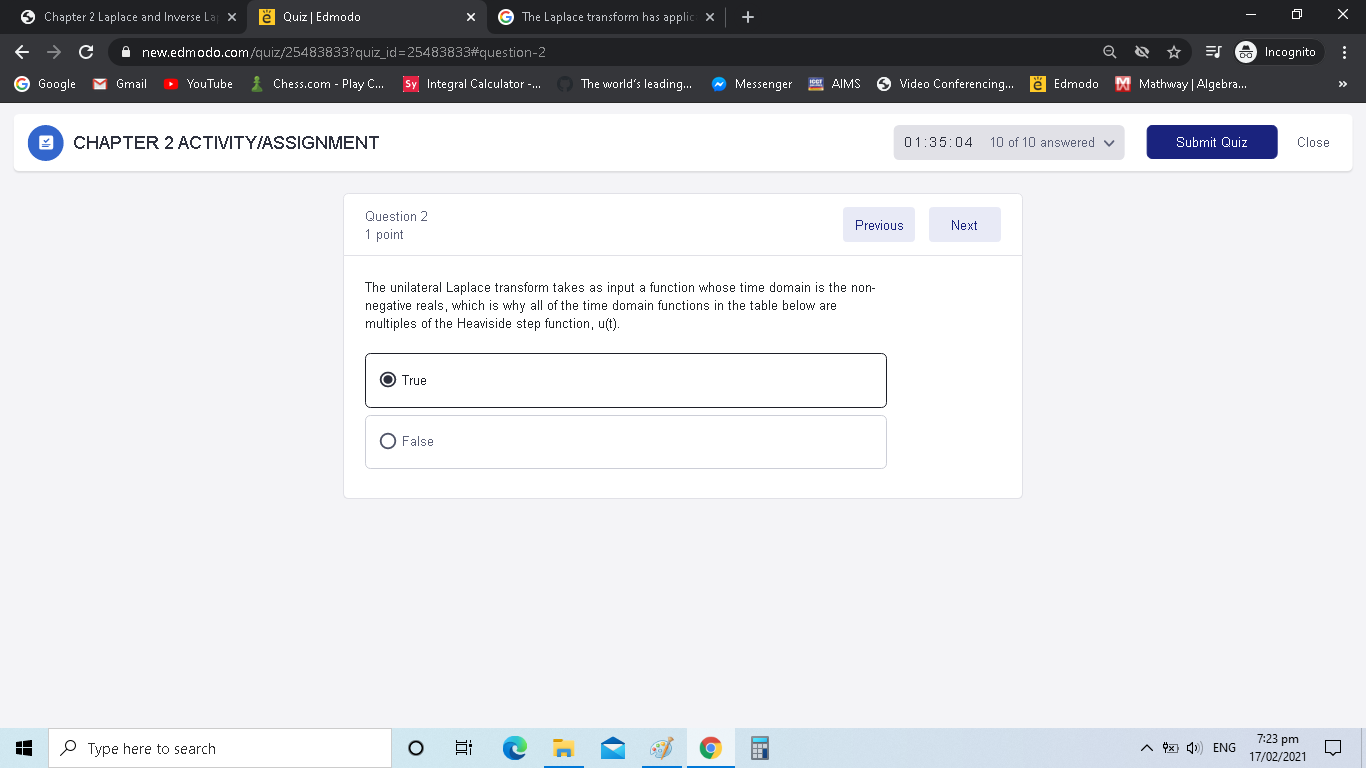 Chapter 2 Laplace and Inverse La
Quiz | Edmodo
The Laplace transform has applic
new.edmodo.com/quiz/25483833?quiz_id=25483833#question-2
Incognito
Google
Gmail
YouTube
Chess.com - Play C...
Sy
Integral Calculator -...
The world's leading...
Messenger
AIMS
Video Conferencing...
Edmodo
Mathway | Algebra...
»
CHAPTER 2 ACTIVITY/ASSIGNMENT
01:35:04 10 of 10 answered
Submit Quiz
Close
Question 2
1 point
Previous
Next
The unilateral Laplace transform takes as input a function whose time domain is the non-
negative reals, which is why all of the time domain functions in the table below are
multiples of the Heaviside step function, u(t).
True
False
Type here to search
ENG
7:23 pm
17/02/2021